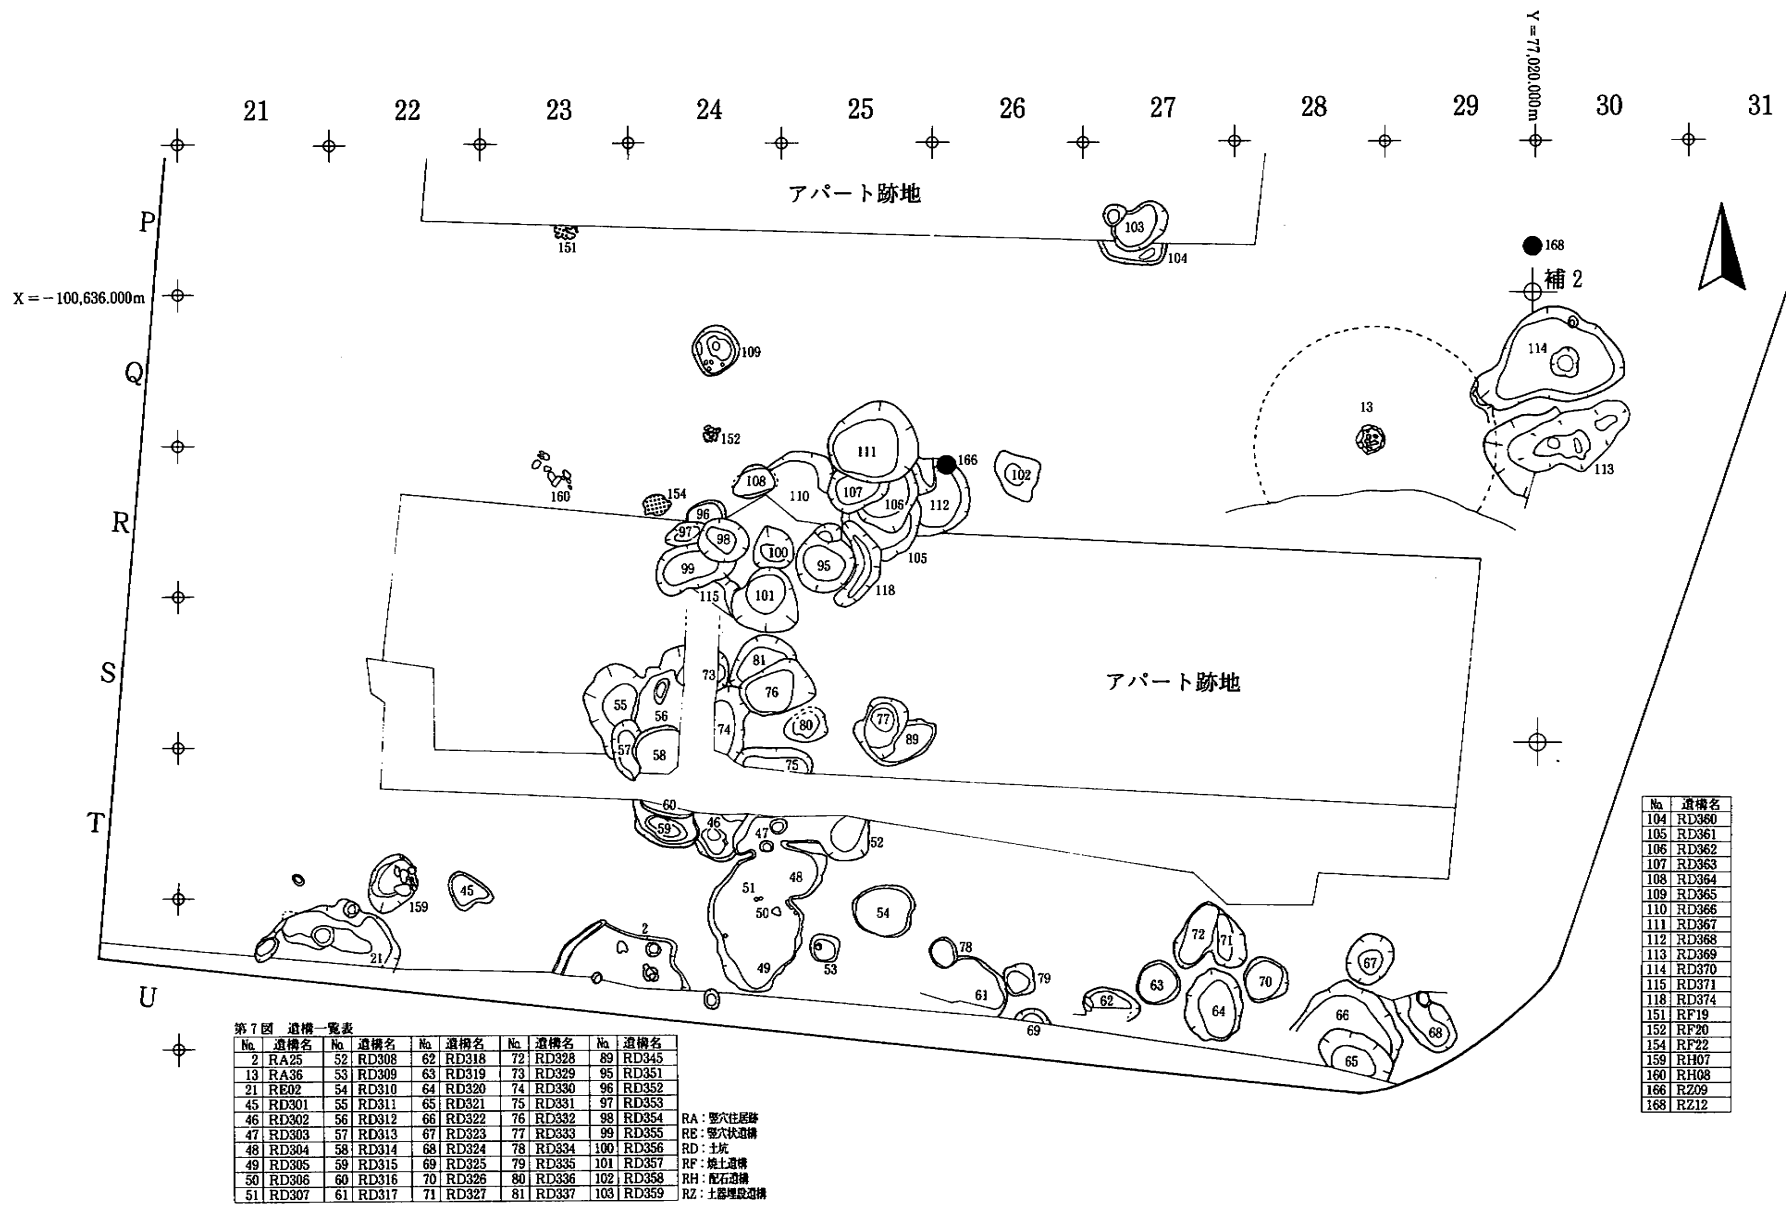 Y=77,020.000m
21 22 23 24 25 26 27 28 29 30 31
アパート跡地
P
103
151
104
168
補2
X=-100,636.000m
114
109
Q
13
152
111
166
113
160
108
110
107
102
154
106
112
96
R
97
98
100
105
99
95
118
115
101
81
S
73
アパート跡地
76
55
56
77
80
74
89
57
58
75
60
T
59
46
47
52
48
51
45
159
50
54
2
72
71
78
21
49
53
67
79
70
63
61
62
U
64
66
69
68
65
No. 遺構名
104 RD360
105 RD361
106 RD362
107 RD363
108 RD364
109 RD365
110 RD366
111 RD367
112 RD368
113 RD369
114 RD370
115 RD371
118 RD374
151 RF19
152 RF20
154 RF22
159 RH07
160 RH08
166 RZ09
168 RZ12
第7図 遺構一覧表
No. 遺構名 No. 遺構名 No. 遺構名 No. 遺構名 No. 遺構名
2 RA25 52 RD308 62 RD318 72 RD328 89 RD345
13 RA36 53 RD309 63 RD319 73 RD329 95 RD351
21 RE02 54 RD310 64 RD320 74 RD330 96 RD352
45 RD301 55 RD311 65 RD321 75 RD331 97 RD353
46 RD302 56 RD312 66 RD322 76 RD332 98 RD354
47 RD303 57 RD313 67 RD323 77 RD333 99 RD355
48 RD304 58 RD314 68 RD324 78 RD334 100 RD356
49 RD305 59 RD315 69 RD325 79 RD335 101 RD357
50 RD306 60 RD316 70 RD326 80 RD336 102 RD358
51 RD307 61 RD317 71 RD327 81 RD337 103 RD359
RA:竪穴住居跡
RE:竪穴状遺構
RD:土坑
RF:焼土遺構
RH:配石遺構
RZ:土器埋設遺構